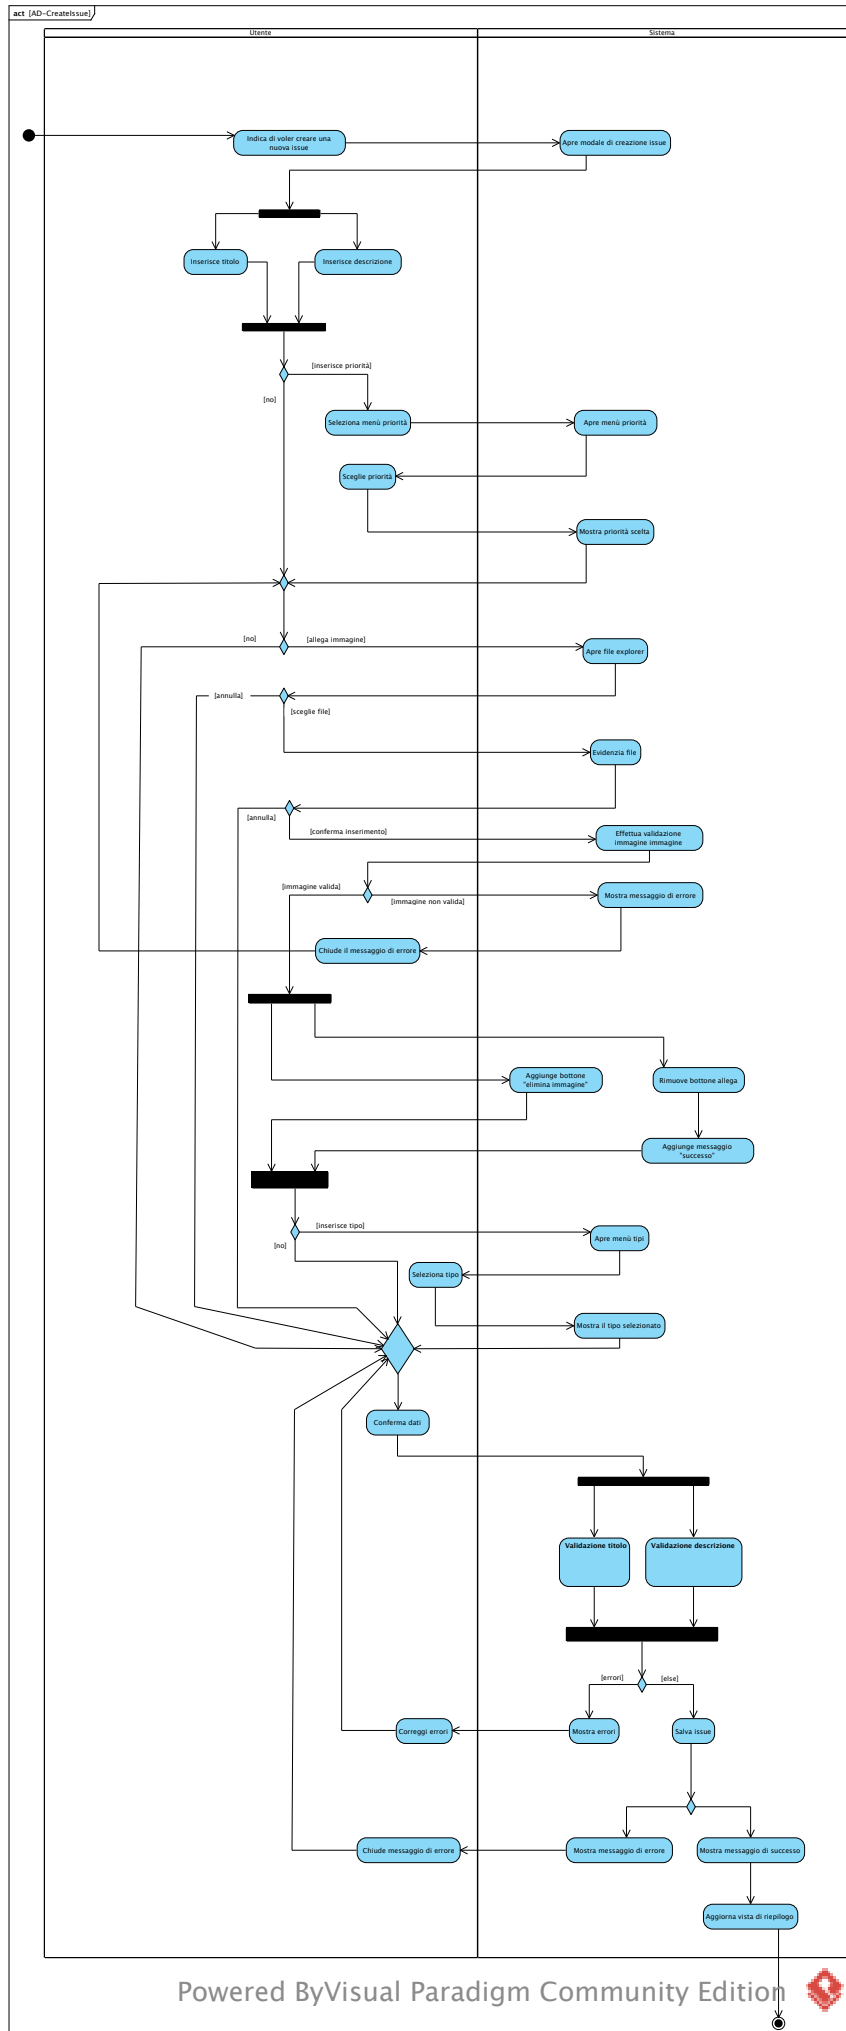 act [AD-CreateIssue]
Utente
Sistema
Indica di voler creare una
nuova issue
Apre modale di creazione issue
Inserisce titolo
Inserisce descrizione
[inserisce priorità]
[no]
Seleziona menù priorità
Apre menù priorità
Sceglie priorità
Mostra priorità scelta
[no]
[allega immagine]
Apre file explorer
[annulla]
[sceglie file]
Evidenzia file
[annulla]
[conferma inserimento]
Effettua validazione
immagine immagine
[immagine valida]
[immagine non valida]
Mostra messaggio di errore
Chiude il messaggio di errore
Aggiunge bottone
"elimina immagine"
Rimuove bottone allega
Aggiunge messaggio
"successo"
[inserisce tipo]
[no]
Apre menù tipi
Seleziona tipo
Mostra il tipo selezionato
Conferma dati
Validazione titolo
Validazione descrizione
[errori]
[else]
Correggi errori
Mostra errori
Salva issue
Chiude messaggio di errore
Mostra messaggio di errore
Mostra messaggio di successo
Aggiorna vista di riepilogo
Powered ByVisual Paradigm Community Edition